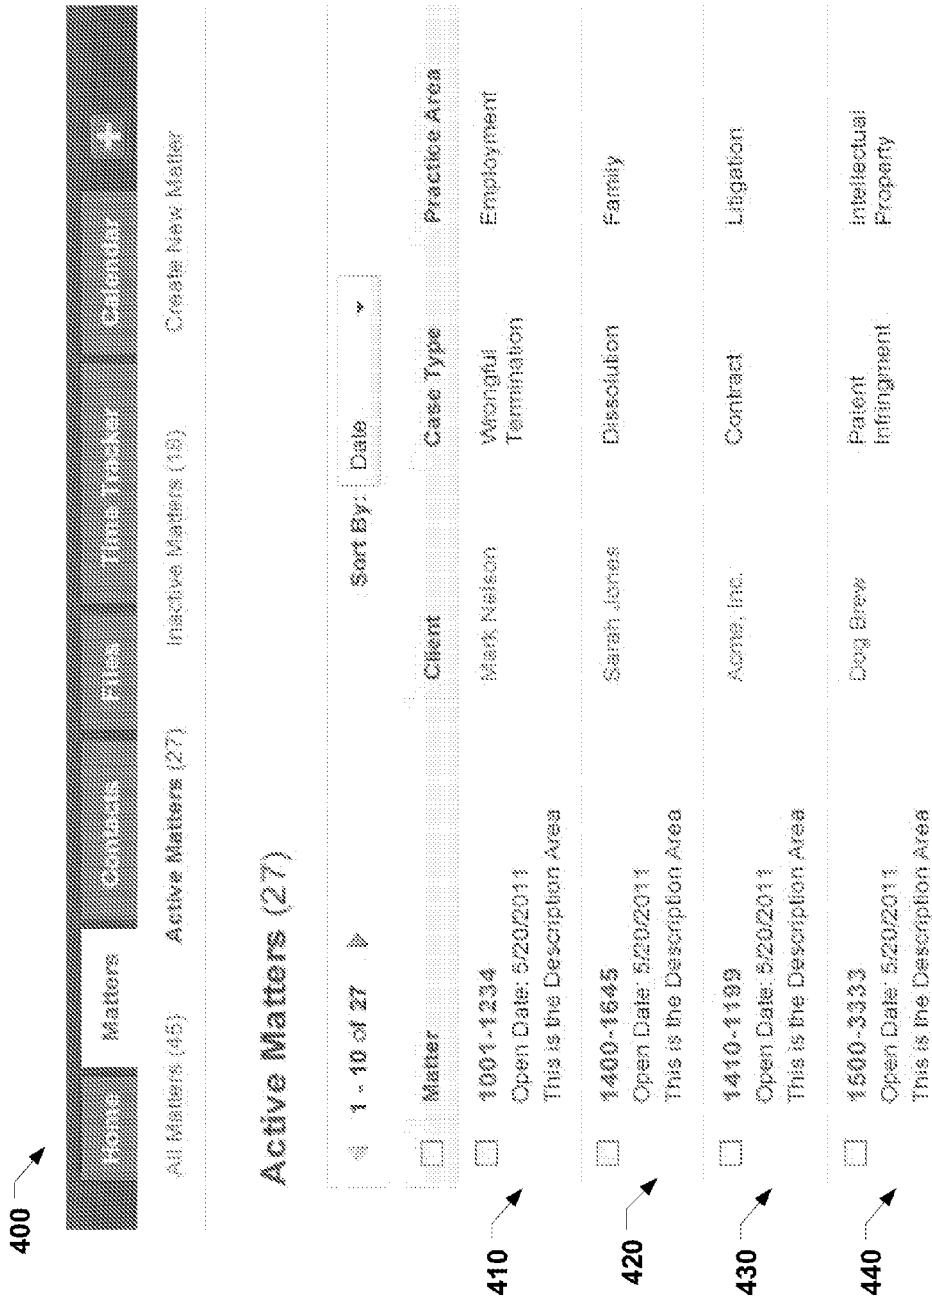 400
Home Matters Contacts Files Time Tracker Calendar +
All Matters (45) Active Matters (27) Inactive Matters (18) Create New Matter
Active Matters (27)
1 - 10 of 27 Sort By: Date
Matter Client Case Type Practice Area
410
1001-1234 Mark Nelson Wrongful Employment
Open Date: 5/20/2011 Termination
This is the Description Area
420
1400-1645 Sarah Jones Dissolution Family
Open Date: 5/20/2011
This is the Description Area
430
1410-1199 Acme, Inc. Contract Litigation
Open Date: 5/20/2011
This is the Description Area
440
1500-3333 Dog Brew Patent Intellectual
Open Date: 5/20/2011 Infringment Property
This is the Description Area